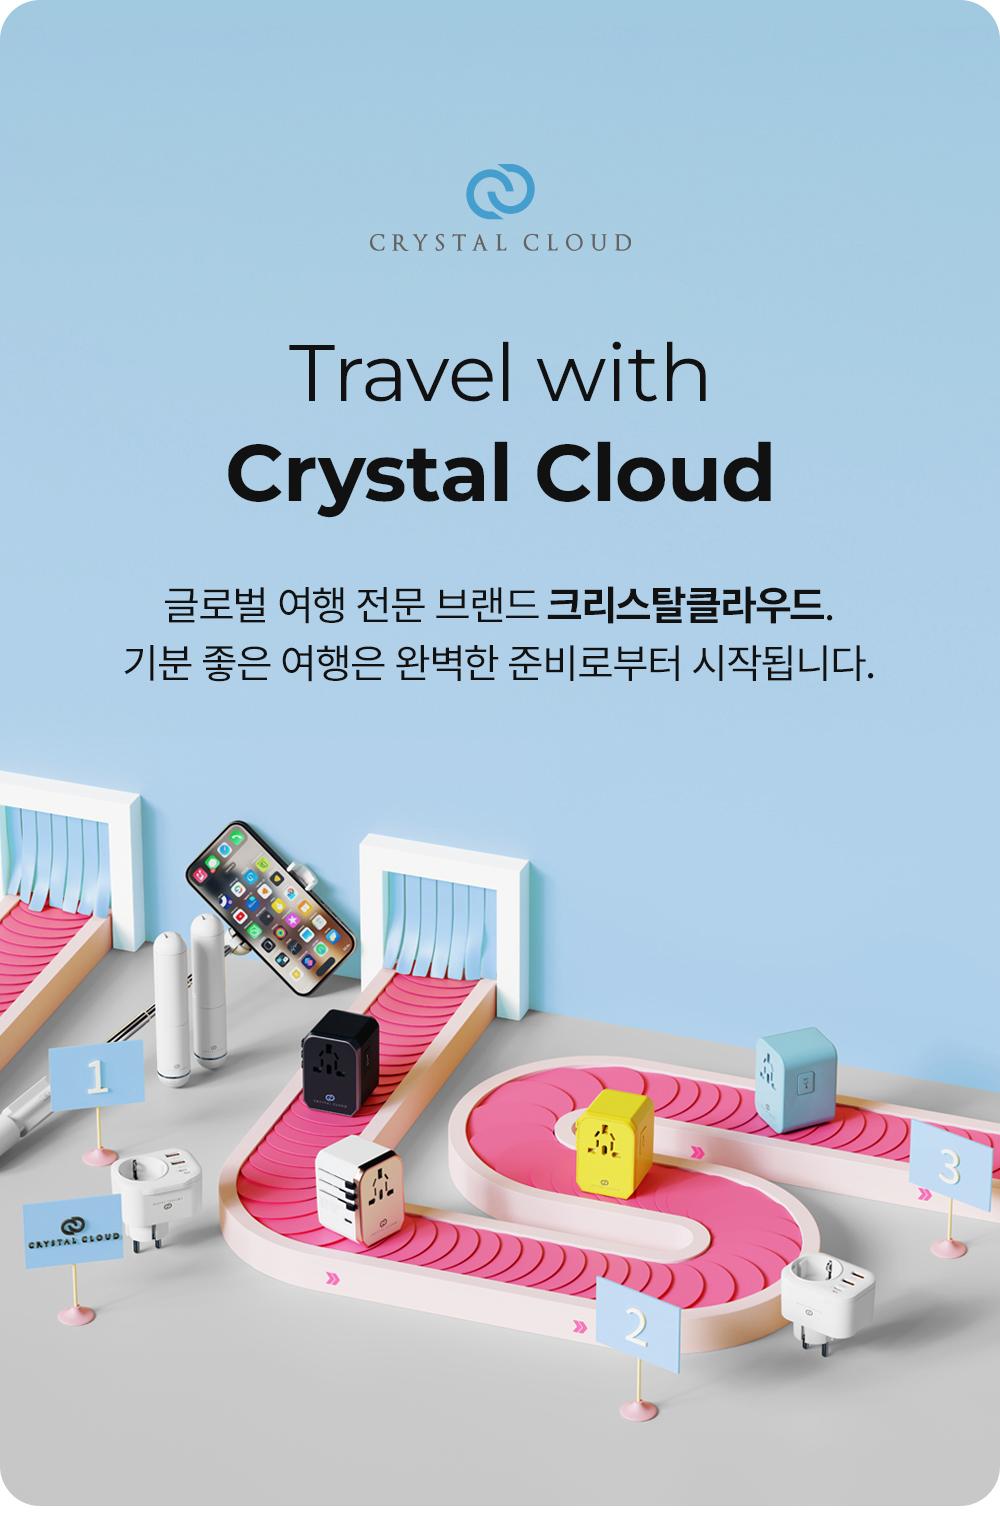 CRYSTAL CLOUD
Travel with
Crystal Cloud
글로벌 여행 전문 브랜드 크리스탈클라우드.
기분 좋은 여행은 완벽한 준비로부터 시작됩니다.
1
CRYSTAL CLOUD
2
3